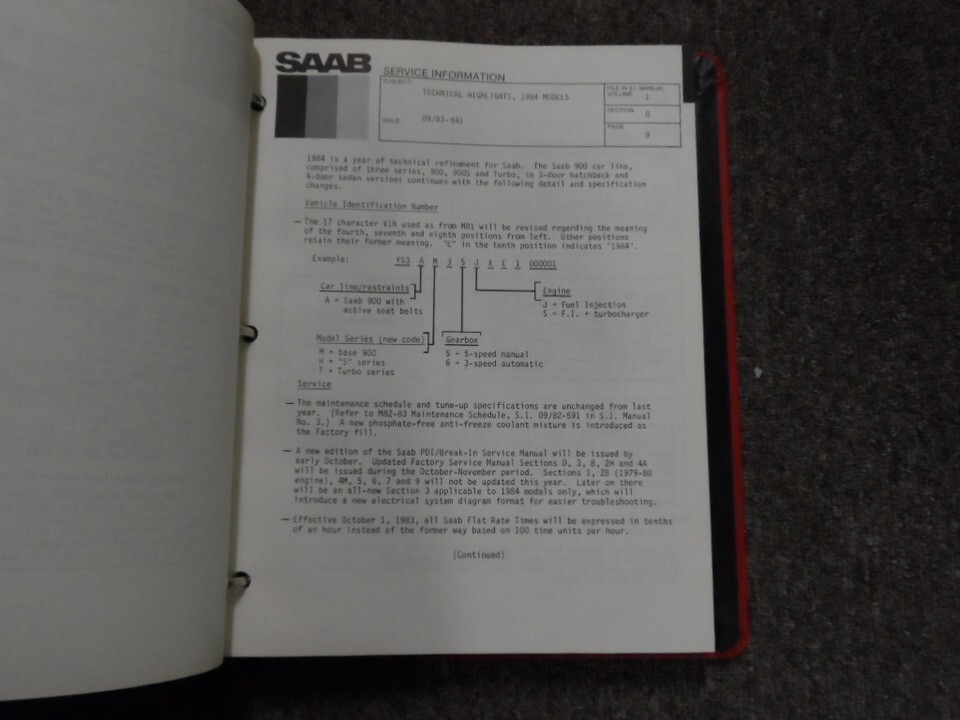 SAAB
SERVICE INFORMATION
SUBJECT:
TECHNICAL HIGHLIGHTS, 1984 MODELS
ISSUE
09/83-641
FILE IN S.I. MANUAL
VOLUME 1
SECTION
0
PAGE
9
1984 is a year of technical refinement for Saab. The Saab 900 car line,
comprised of three series, 900, 900S and Turbo, in 3-door hatchback and
4-door sedan versions continues with the following detail and specification
changes.
Vehicle Identification Number
— The 17 character VIN used as from M81 will be revised regarding the meaning
of the fourth, seventh and eighth positions from left. Other positions
retain their former meaning. "E" in the tenth position indicates "1984".
Example: YS3 A M 3 5 J X E 1 000001
Car line/restraints
A = Saab 900 with
active seat belts
Engine
J = Fuel Injection
S = F.I. + turbocharger
Model Series (new code)
M = base 900
H = "S" series
T = Turbo series
Gearbox
5 = 5-speed manual
6 = 3-speed automatic
Service
— The maintenance schedule and tune-up specifications are unchanged from last
year. (Refer to M82-83 Maintenance Schedule, S.I. 09/82-591 in S.I. Manual
No. 3.) A new phosphate-free anti-freeze coolant mixture is introduced as
the Factory fill.
— A new edition of the Saab PDI/Break-In Service Manual will be issued by
early October. Updated Factory Service Manual Sections 0, 3, 8, 2H and 4A
will be issued during the October-November period. Sections 1, 2B (1979-80
engine), 4M, 5, 6, 7 and 9 will not be updated this year. Later on there
will be an all-new Section 3 applicable to 1984 models only, which will
introduce a new electrical system diagram format for easier troubleshooting.
— Effective October 1, 1983, all Saab Flat Rate Times will be expressed in tenths
of an hour instead of the former way based on 100 time units per hour.
(Continued)